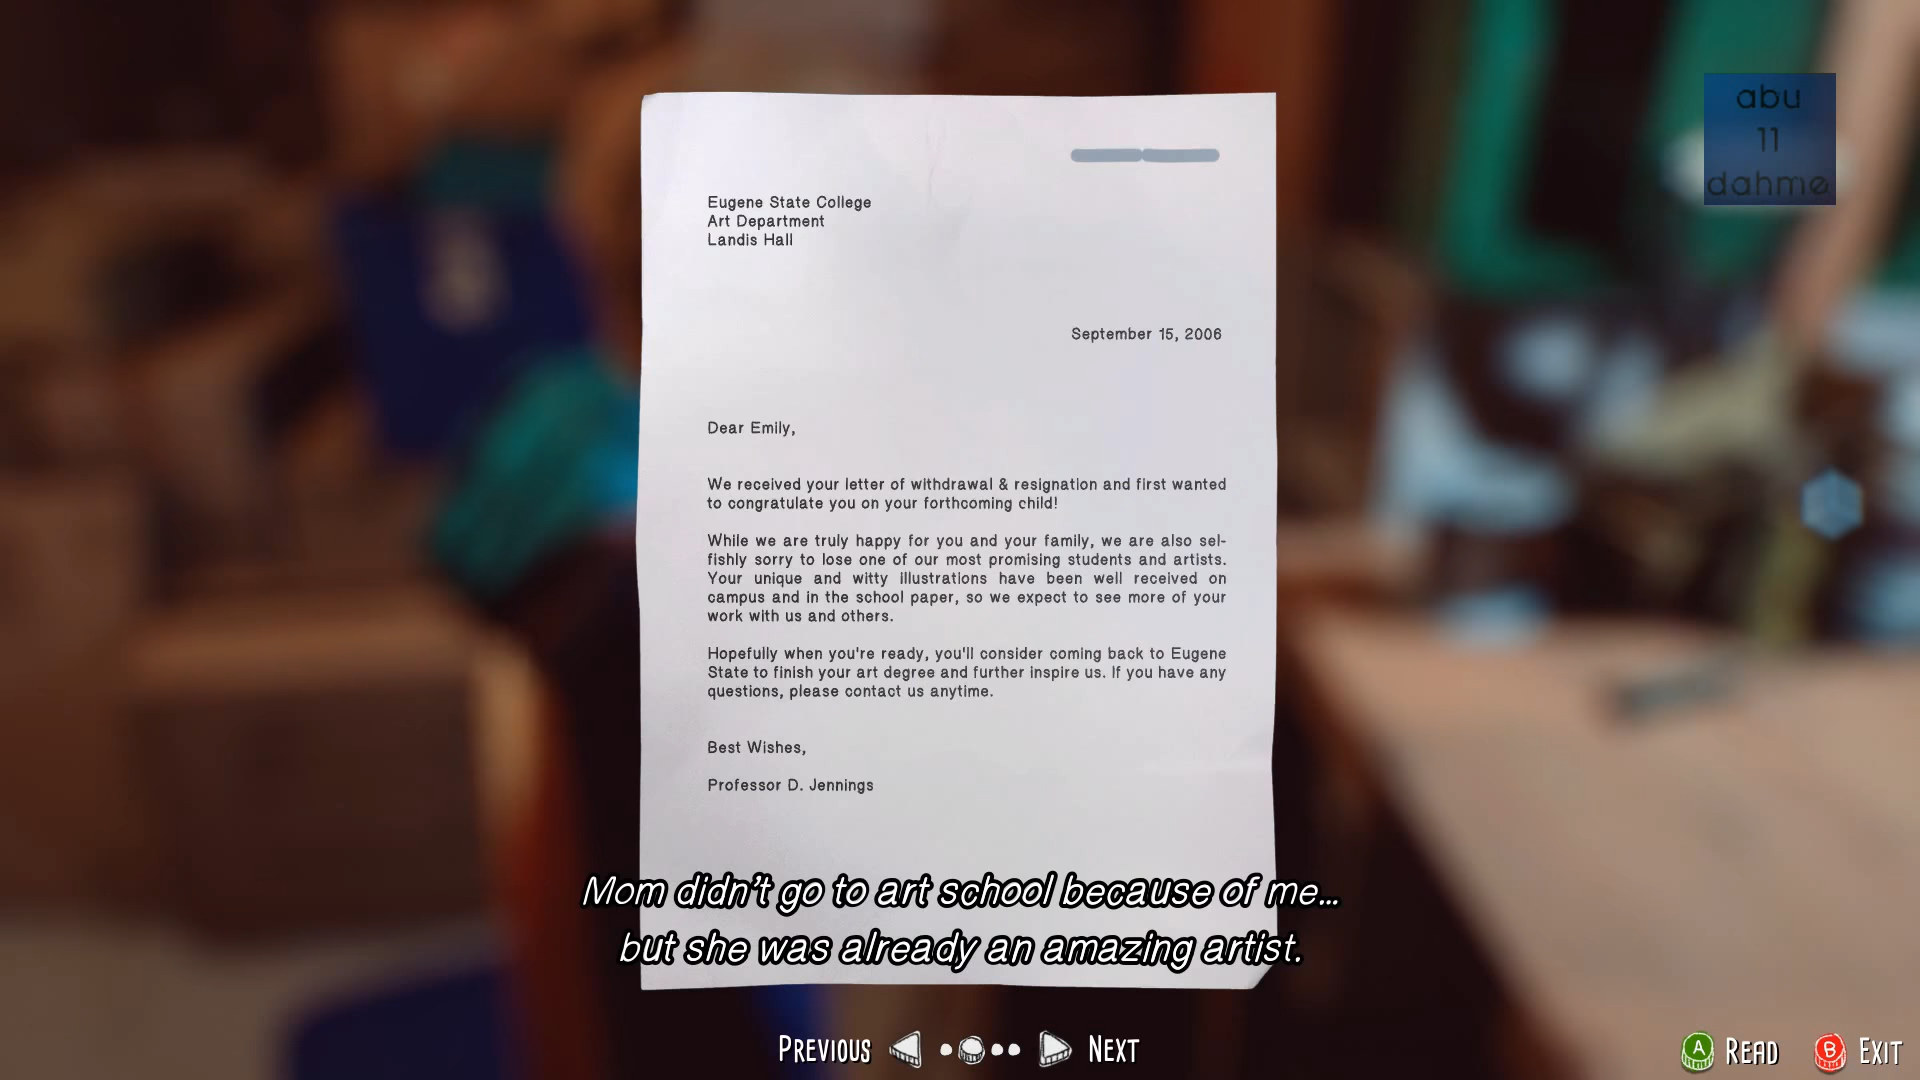 abu
11
dahme
Eugene State College
Art Department
Landis Hall
September 15, 2006
Dear Emily,
We received your letter of withdrawal & resignation and first wanted
to congratulate you on your forthcoming child!
While we are truly happy for you and your family, we are also sel-
fishly sorry to lose one of our most promising students and artists.
Your unique and witty illustrations have been well received on
campus and in the school paper, so we expect to see more of your
work with us and others.
Hopefully when you're ready, you'll consider coming back to Eugene
State to finish your art degree and further inspire us. If you have any
questions, please contact us anytime.
Best Wishes,
Professor D. Jennings
Mom didn't go to art school because of me...
but she was already an amazing artist.
PREVIOUS NEXT
A READ B EXIT